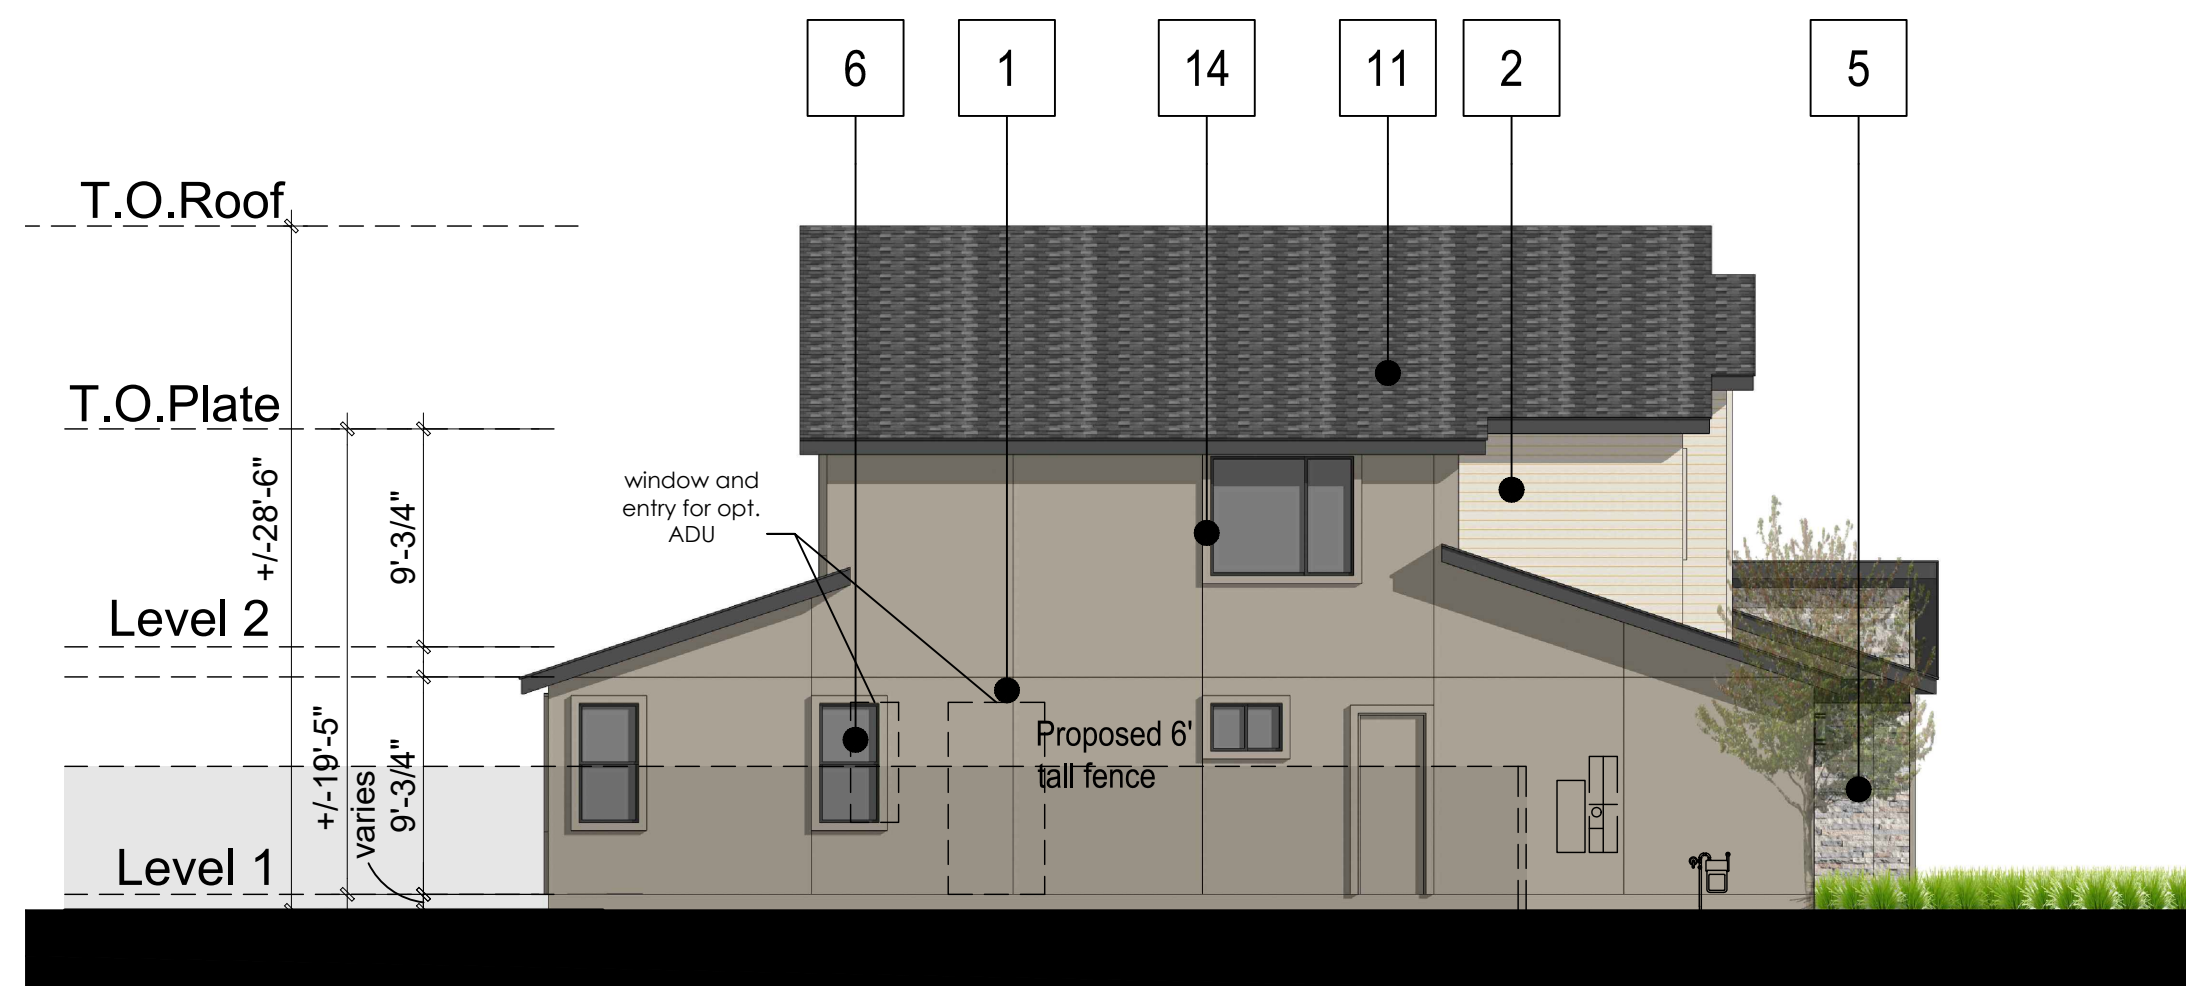 6
1
14
11
2
5
T.O.Roof
T.O.Plate
+/-28'-6"
9'-3/4"
window and
entry for opt.
ADU
Level 2
+/-19'-5"
varies
9'-3/4"
Proposed 6'
tall fence
Level 1